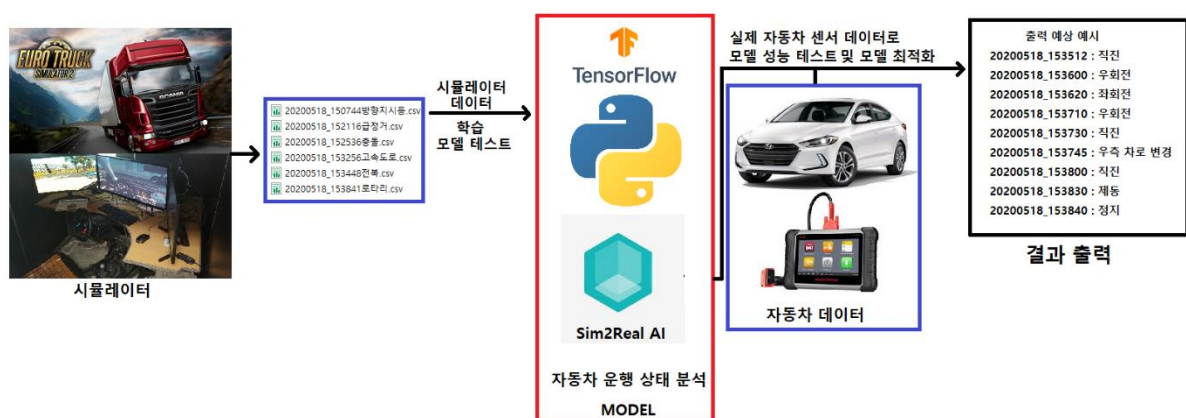 EURO TRUCK
SIMULATOR 2
SCANIA
시뮬레이터
20200518_150744방향지시등.csv
20200518_152116급정거.csv
20200518_152536충돌.csv
20200518_153256고속도로.csv
20200518_153448전복.csv
20200518_153841로타리.csv
시뮬레이터
데이터
학습
모델 테스트
TensorFlow
Sim2Real AI
자동차 운행 상태 분석
MODEL
실제 자동차 센서 데이터로
모델 성능 테스트 및 모델 최적화
자동차 데이터
출력 예상 예시
20200518_153512 : 직진
20200518_153600 : 우회전
20200518_153620 : 좌회전
20200518_153710 : 우회전
20200518_153730 : 직진
20200518_153745 : 우측 차로 변경
20200518_153800 : 직진
20200518_153830 : 제동
20200518_153840 : 정지
결과 출력